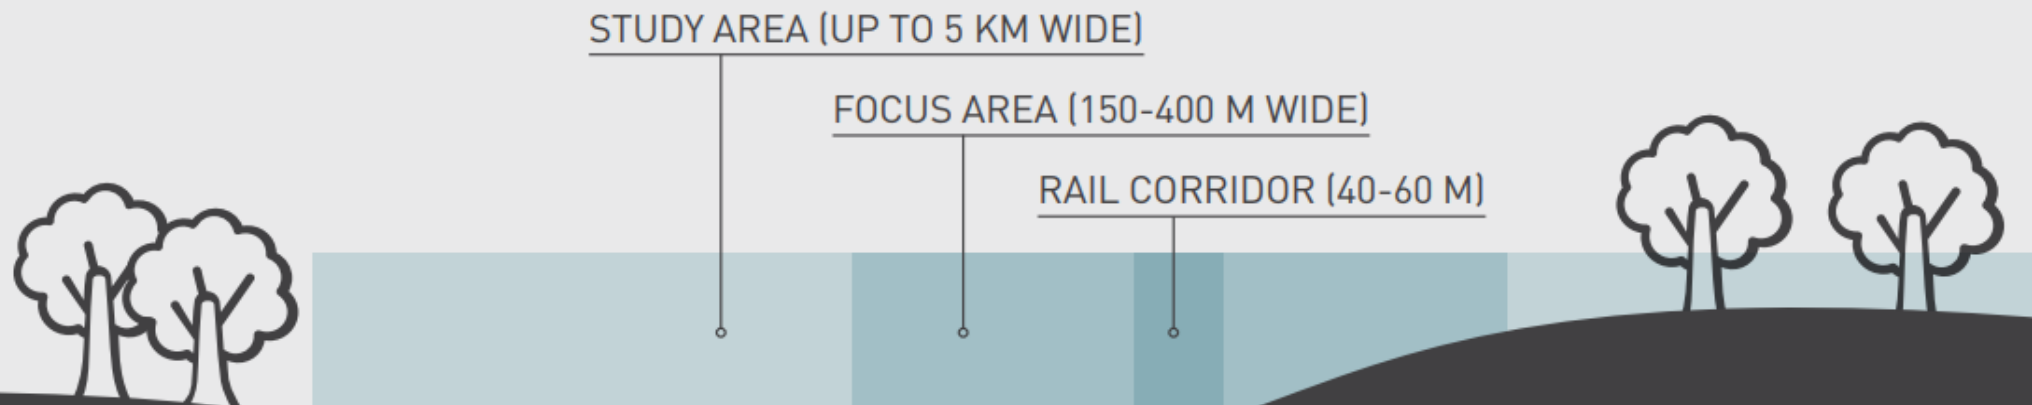 STUDY AREA (UP TO 5 KM WIDE)
FOCUS AREA (150-400 M WIDE)
RAIL CORRIDOR (40-60 M)